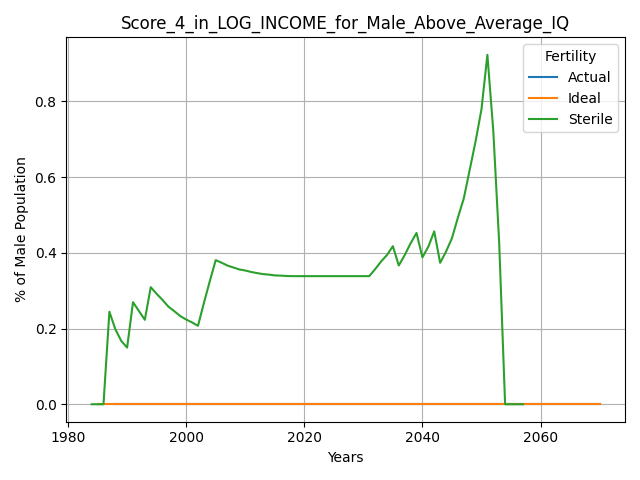 Score_4_in_LOG_INCOME_for_Male_Above_Average_IQ
% of Male Population
0.8
0.6
0.4
0.2
0.0
1980
2000
2020
2040
2060
Years
Fertility
Actual
Ideal
Sterile